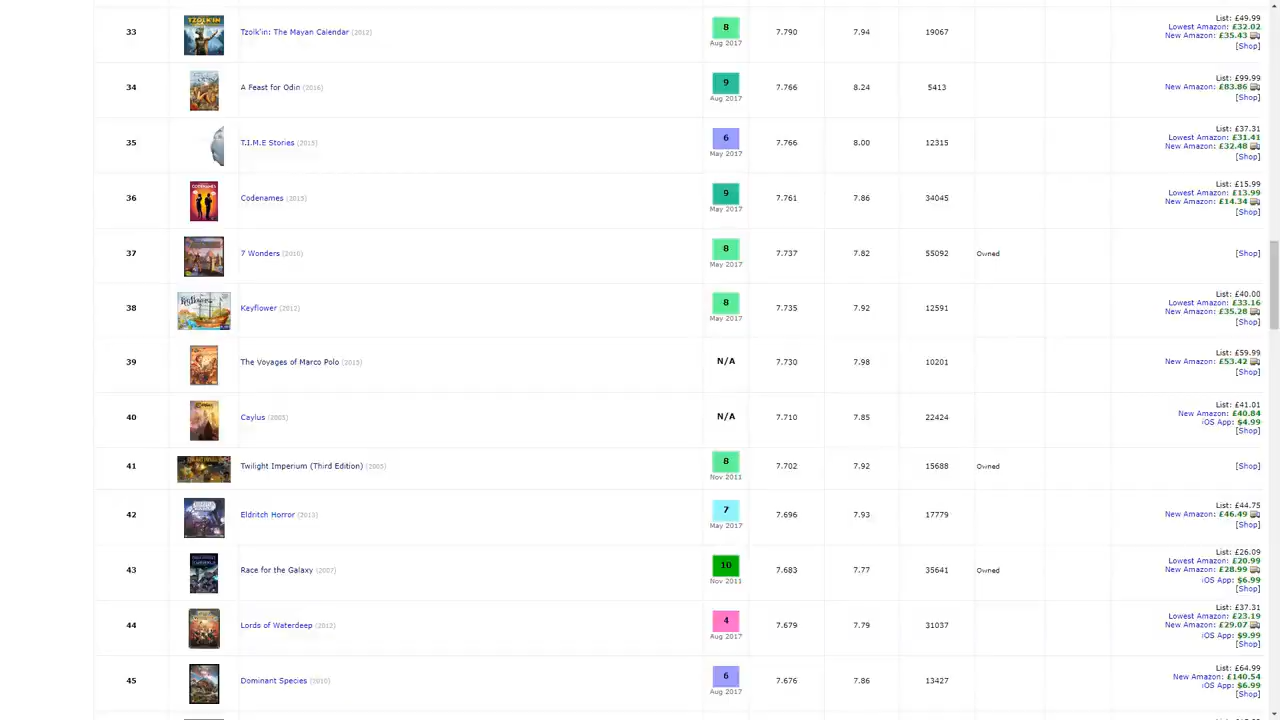 33 Tzolk'in: The Mayan Calendar (2012) 8 Aug 2017 7.790 7.94 19067 List: £49.99 Lowest Amazon: £32.02 New Amazon: £35.43 [Shop]
34 A Feast for Odin (2016) 9 Aug 2017 7.766 8.24 5413 List: £99.99 New Amazon: £83.86 [Shop]
35 T.I.M.E Stories (2015) 6 May 2017 7.766 8.00 12315 List: £37.31 Lowest Amazon: £31.41 New Amazon: £32.48 [Shop]
36 Codenames (2015) 9 May 2017 7.761 7.86 34045 List: £15.99 Lowest Amazon: £13.99 New Amazon: £14.34 [Shop]
37 7 Wonders (2010) 8 May 2017 7.737 7.82 55092 Owned [Shop]
38 Keyflower (2012) 8 May 2017 7.735 7.92 12591 List: £40.00 Lowest Amazon: £33.16 New Amazon: £35.28 [Shop]
39 The Voyages of Marco Polo (2015) N/A 7.730 7.98 10201 List: £59.99 New Amazon: £53.42 [Shop]
40 Caylus (2005) N/A 7.710 7.85 22424 List: £41.01 New Amazon: £40.84 iOS App: $4.99 [Shop]
41 Twilight Imperium (Third Edition) (2005) 8 Nov 2011 7.702 7.92 15688 Owned [Shop]
42 Eldritch Horror (2013) 7 May 2017 7.696 7.93 17779 List: £44.75 New Amazon: £46.49 [Shop]
43 Race for the Galaxy (2007) 10 Nov 2011 7.683 7.77 35641 Owned List: £26.09 Lowest Amazon: £20.99 New Amazon: £28.99 iOS App: $6.99 [Shop]
44 Lords of Waterdeep (2012) 4 Aug 2017 7.679 7.79 31037 List: £37.31 Lowest Amazon: £23.19 New Amazon: £29.07 iOS App: $9.99 [Shop]
45 Dominant Species (2010) 6 Aug 2017 7.676 7.86 13427 List: £64.99 New Amazon: £140.54 iOS App: $6.99 [Shop]